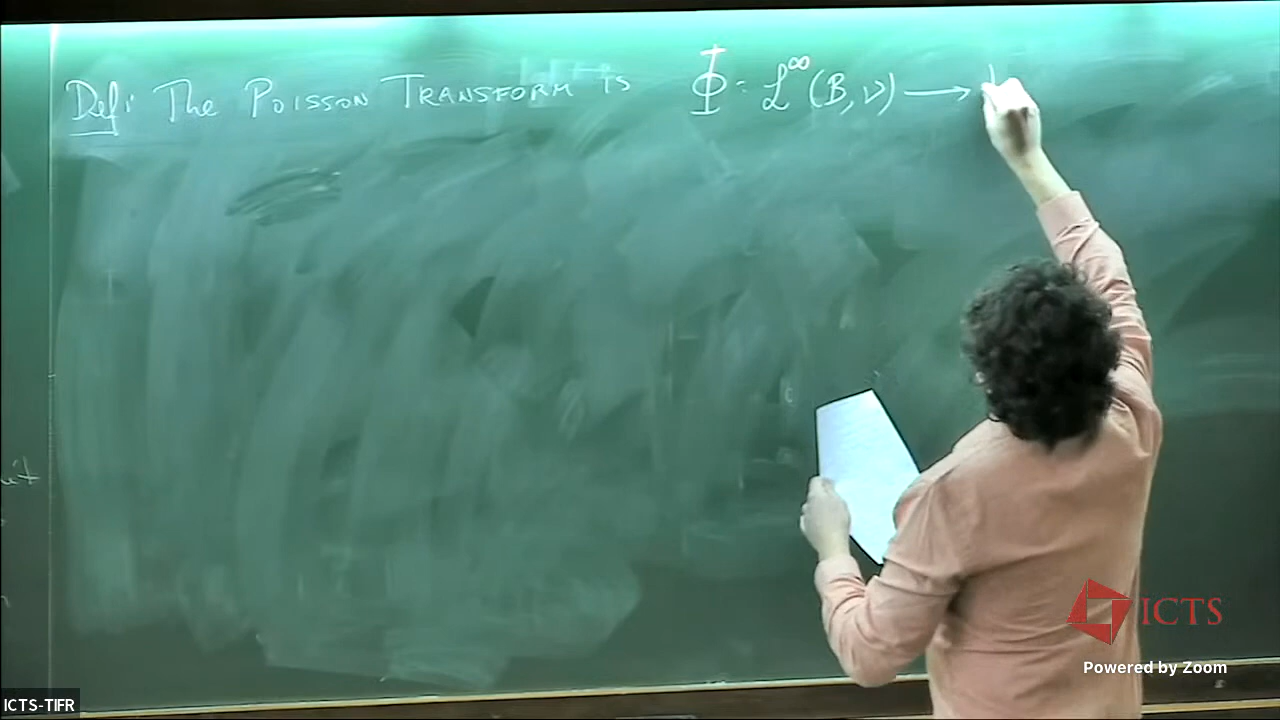 Def: The POISSON TRANSFORM is Φ: L^∞(B, ν) →
ICTS
Powered by Zoom
ICTS-TIFR